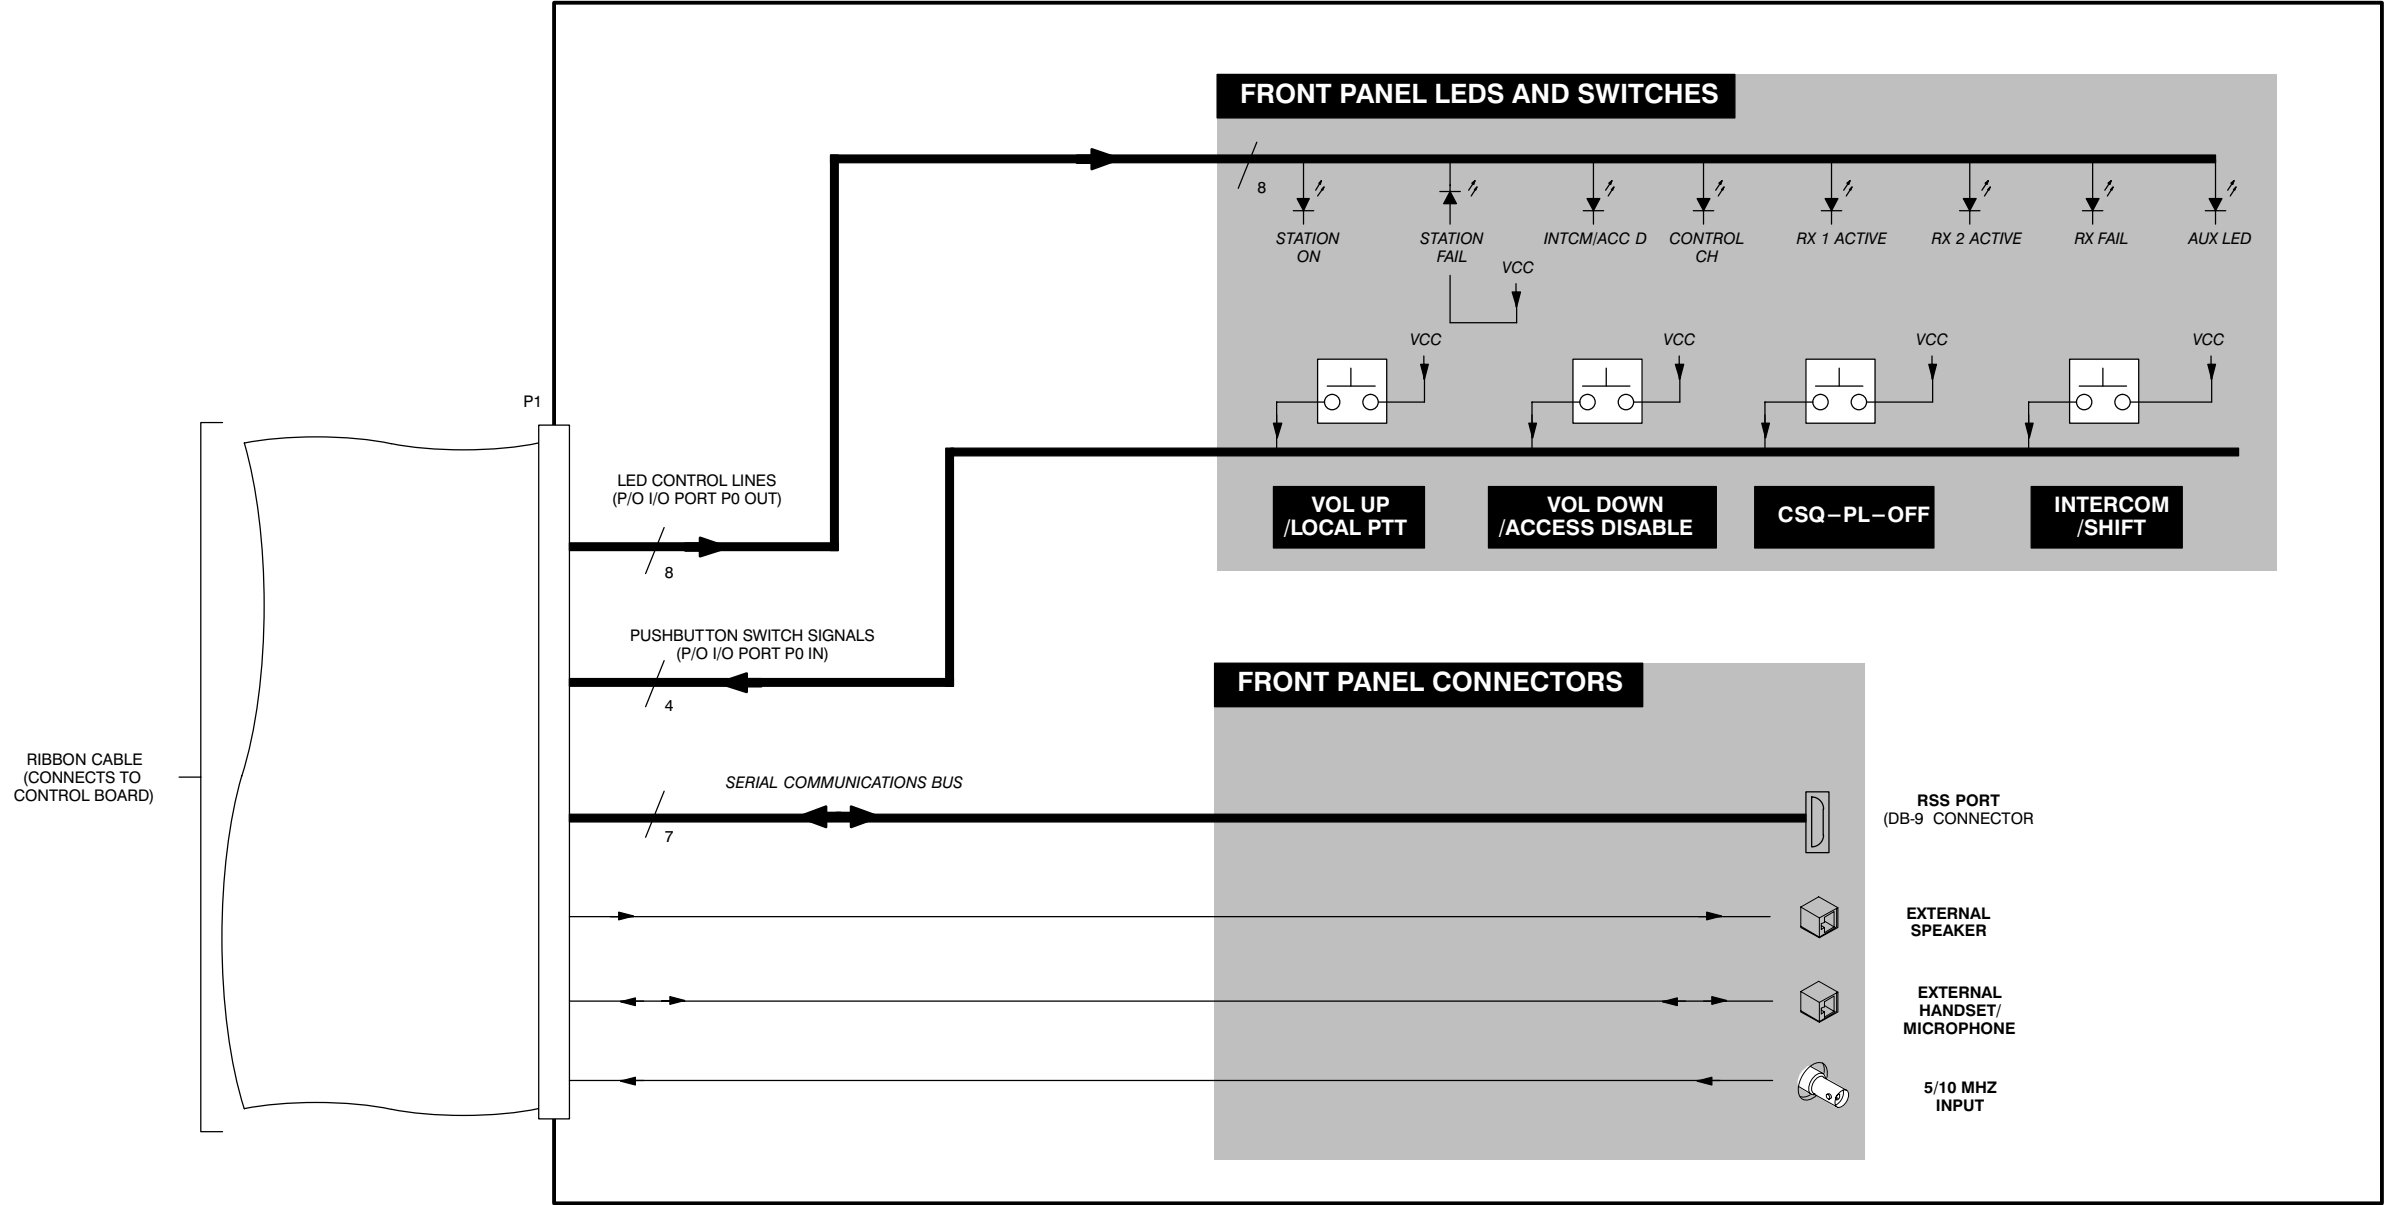 FRONT PANEL LEDS AND SWITCHES
8
STATION
ON
STATION
FAIL
INTCM/ACC D
CONTROL
CH
RX 1 ACTIVE
RX 2 ACTIVE
RX FAIL
AUX LED
VCC
VCC
VCC
VCC
VCC
P1
LED CONTROL LINES
(P/O I/O PORT P0 OUT)
8
VOL UP
/LOCAL PTT
VOL DOWN
/ACCESS DISABLE
CSQ–PL–OFF
INTERCOM
/SHIFT
PUSHBUTTON SWITCH SIGNALS
(P/O I/O PORT P0 IN)
4
FRONT PANEL CONNECTORS
RIBBON CABLE
(CONNECTS TO
CONTROL BOARD)
SERIAL COMMUNICATIONS BUS
7
RSS PORT
(DB-9 CONNECTOR
EXTERNAL
SPEAKER
EXTERNAL
HANDSET/
MICROPHONE
5/10 MHZ
INPUT